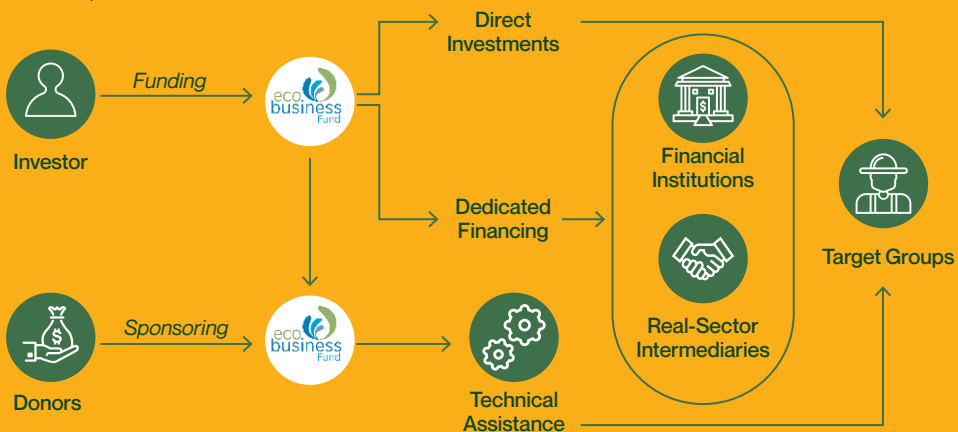 Direct
Investments
Funding
eco.
business
Fund
Investor
$
Financial
Institutions
Dedicated
Financing
Target Groups
Sponsoring
eco.
business
Fund
$
Real-Sector
Intermediaries
Donors
Technical
Assistance